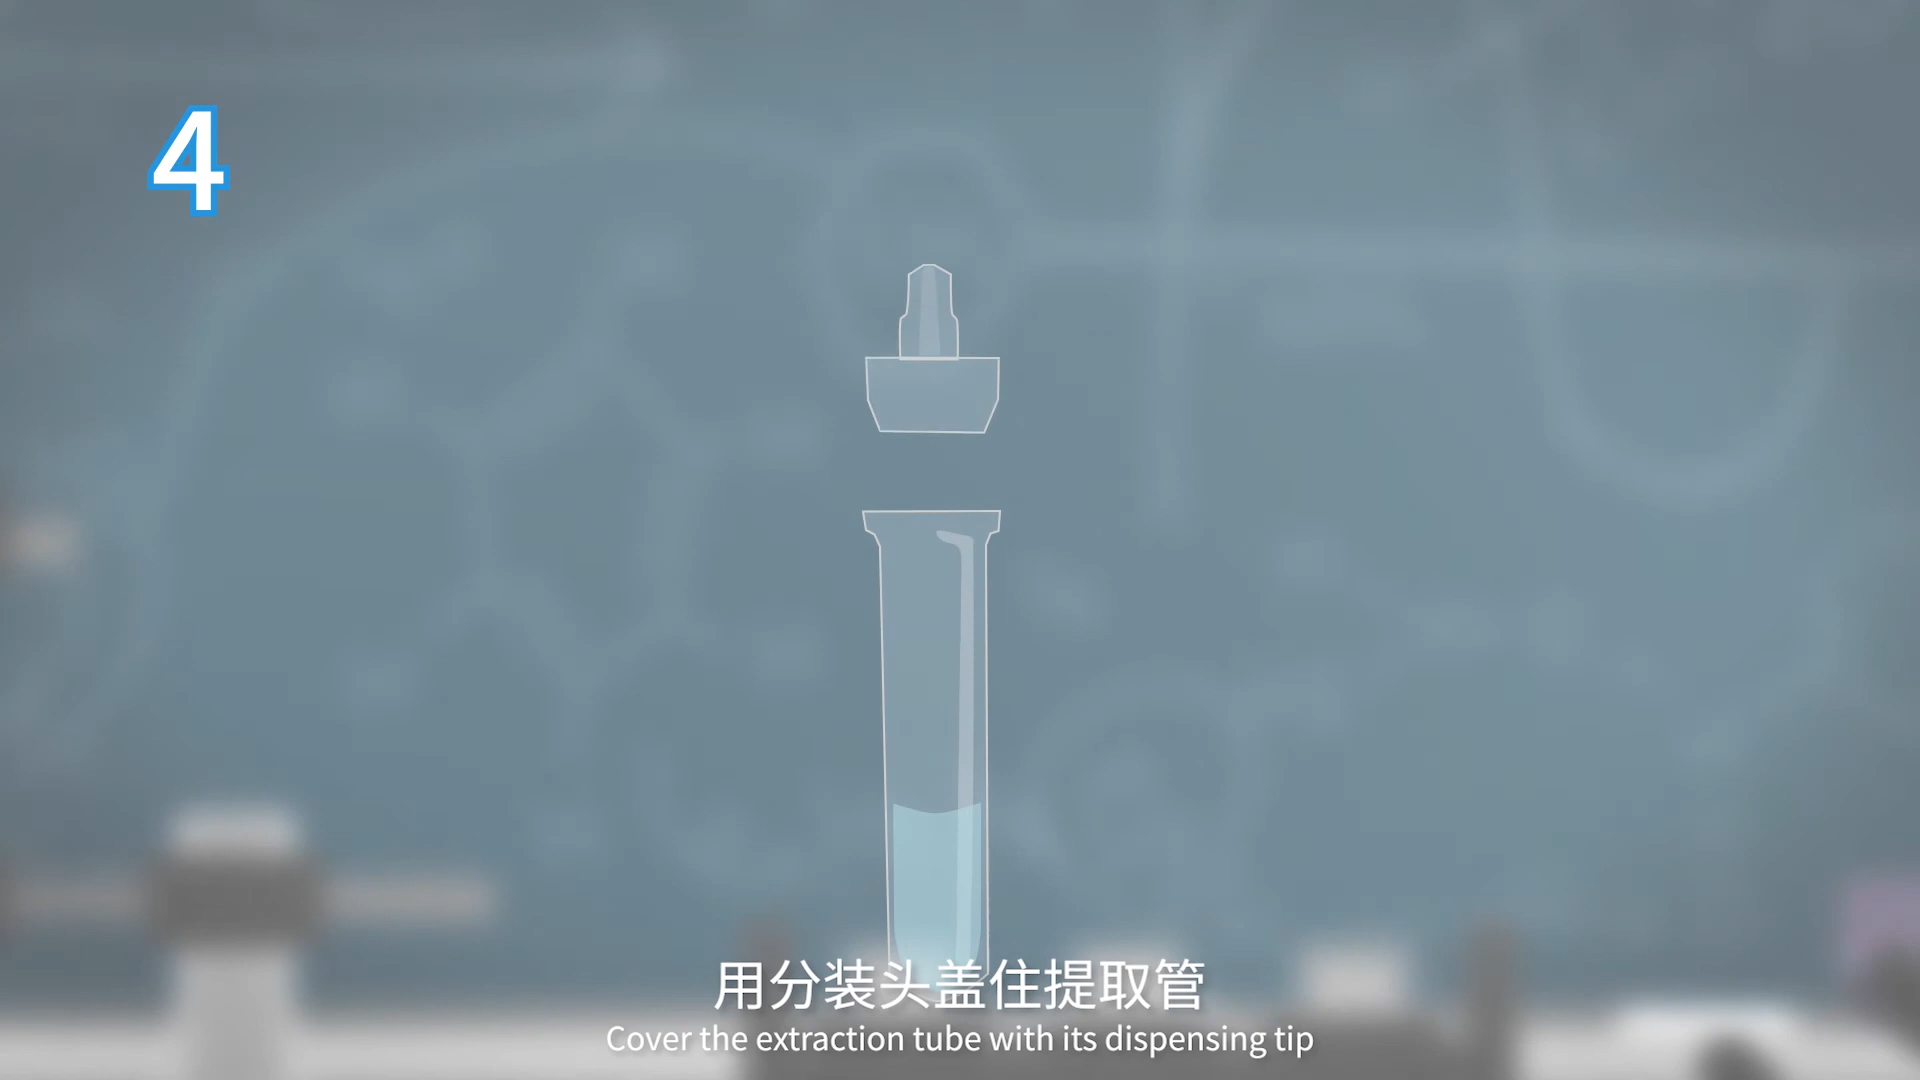 4
用分装头盖住提取管
Cover the extraction tube with its dispensing tip